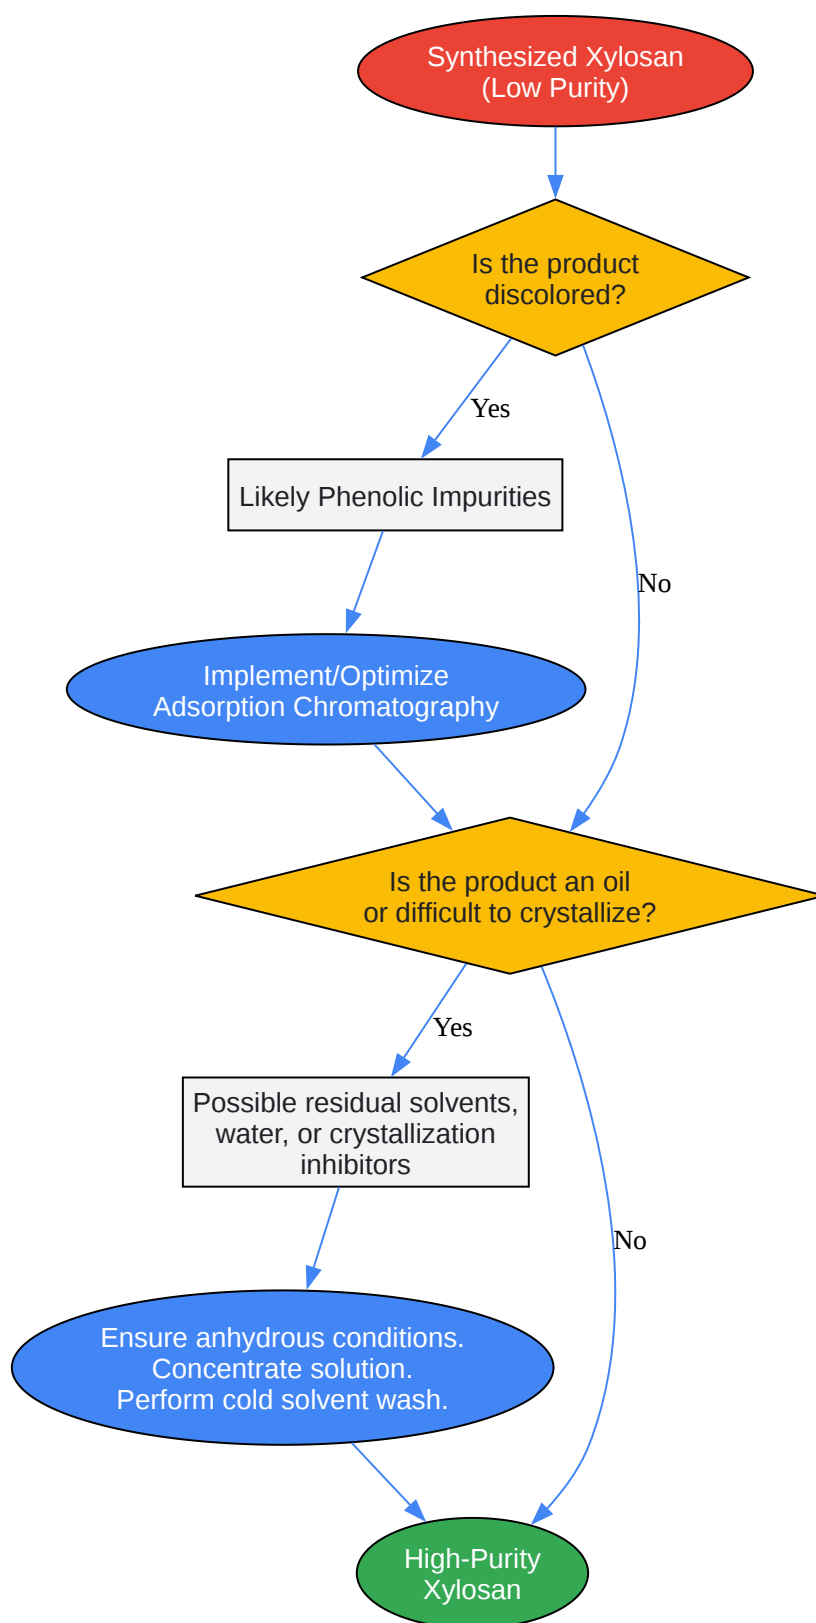 Synthesized Xylosan
(Low Purity)
Is the product
discolored?
Yes
Likely Phenolic Impurities
No
Implement/Optimize
Adsorption Chromatography
Is the product an oil
or difficult to crystallize?
Yes
Possible residual solvents,
water, or crystallization
inhibitors
No
Ensure anhydrous conditions.
Concentrate solution.
Perform cold solvent wash.
High-Purity
Xylosan